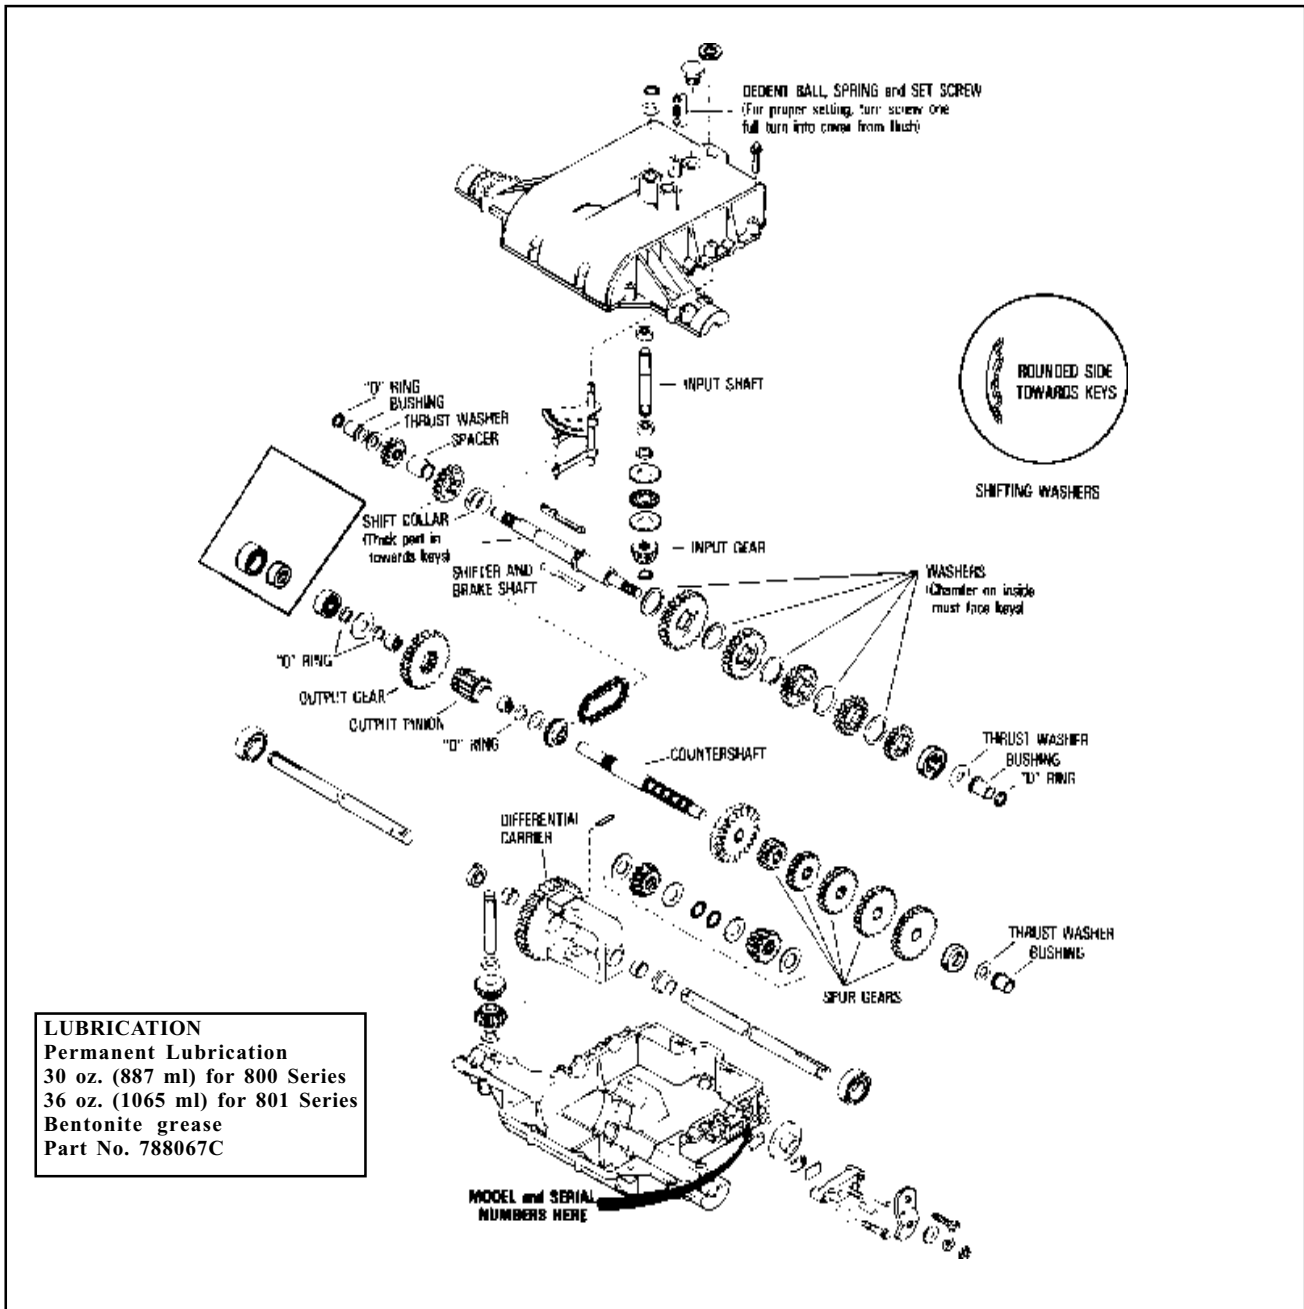 DEDENT BALL, SPRING and SET SCREW
(For proper setting, turn screw one
full turn into cover from flush)
INPUT SHAFT
ROUNDED SIDE
TOWARDS KEYS
SHIFTING WASHERS
"O" RING
BUSHING
THRUST WASHER
SPACER
SHIFT COLLAR
(Thick part in
towards keys)
INPUT GEAR
SHIFTER AND
BRAKE SHAFT
WASHERS
(Chamfer on inside
must face keys)
"O" RING
OUTPUT GEAR
OUTPUT PINION
"O" RING
COUNTERSHAFT
THRUST WASHER
BUSHING
"O" RING
DIFFERENTIAL
CARRIER
THRUST WASHER
BUSHING
SPUR GEARS
LUBRICATION
Permanent Lubrication
30 oz. (887 ml) for 800 Series
36 oz. (1065 ml) for 801 Series
Bentonite grease
Part No. 788067C
MODEL and SERIAL
NUMBERS HERE